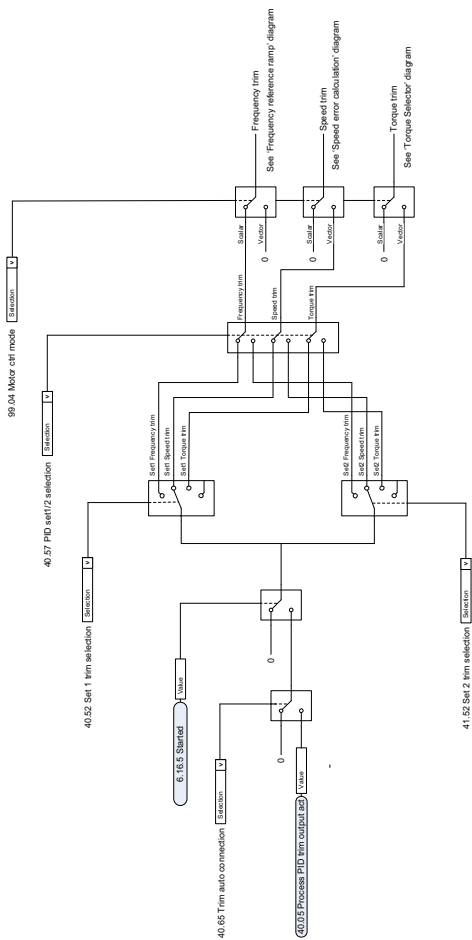 99.04 Motor ctrl mode
Selection
v
40.57 PID set1/2 selection
Selection
v
40.52 Set 1 trim selection
Selection
v
6.16.5 Started
Value
40.65 Trim auto connection
Selection
v
40.05 Process PID trim output act
Value
-
0
0
Set1 Frequency trim
Set1 Speed trim
Set1 Torque trim
Set2 Frequency trim
Set2 Speed trim
Set2 Torque trim
41.52 Set 2 trim selection
Selection
v
Frequency trim
Speed trim
Torque trim
Scalar
Vector
0
Frequency trim
See 'Frequency reference ramp' diagram
Scalar
0
Vector
Speed trim
See 'Speed error calculation' diagram
Scalar
0
Vector
Torque trim
See 'Torque Selector' diagram